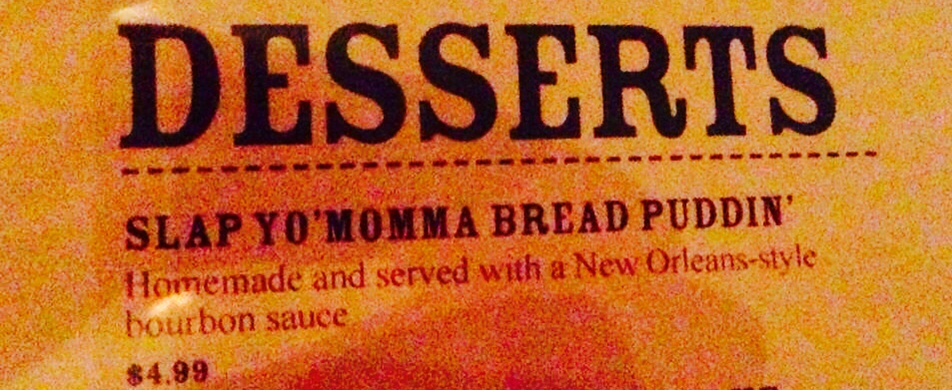 DESSERTS
SLAP YO'MOMMA BREAD PUDDIN'
Homemade and served with a New Orleans-style
bourbon sauce
$4.99